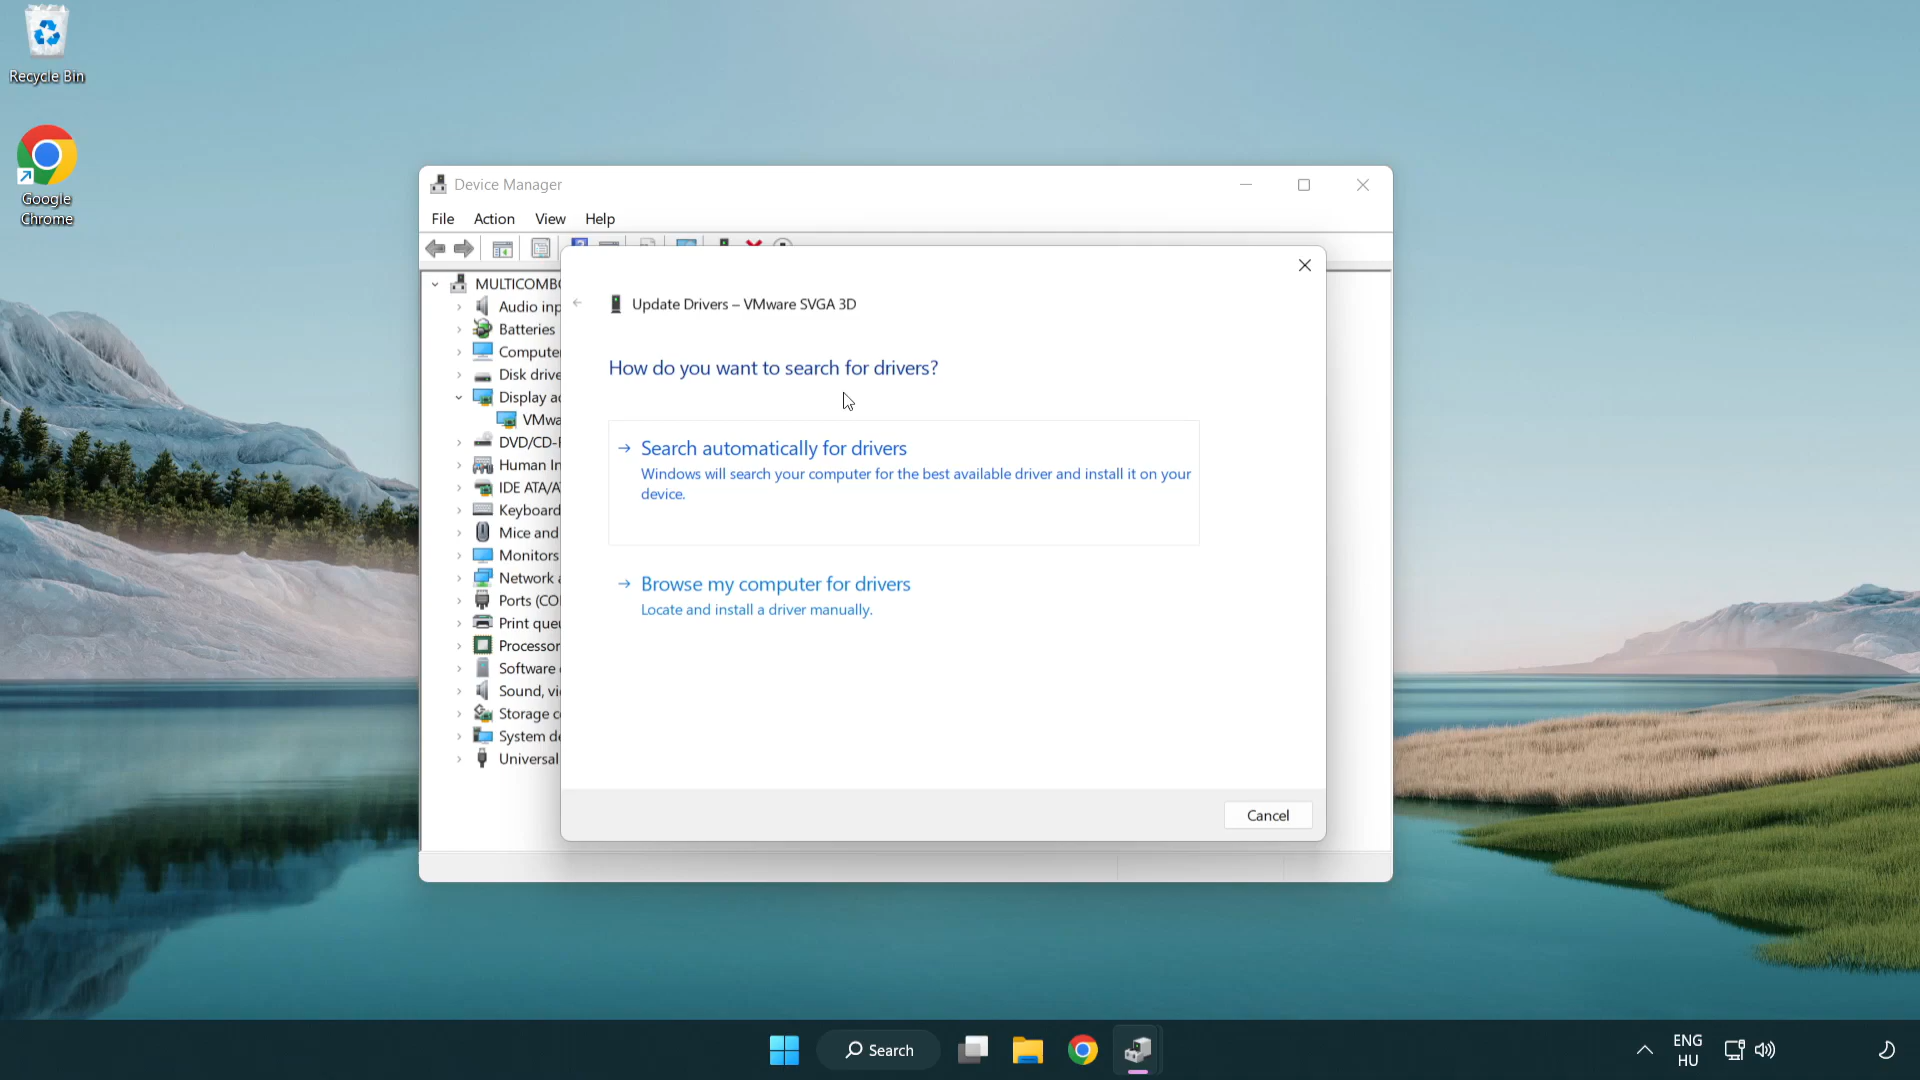 Recycle Bin
Google
Chrome
Device Manager
File Action View Help
Update Drivers – VMware SVGA 3D
How do you want to search for drivers?
Search automatically for drivers
Windows will search your computer for the best available driver and install it on your
device.
Browse my computer for drivers
Locate and install a driver manually.
Cancel
MULTICOMBO
Audio inp
Batteries
Compute
Disk drive
Display a
VMwa
DVD/CD-
Human In
IDE ATA/A
Keyboard
Mice and
Monitors
Network a
Ports (CO
Print que
Processor
Software
Sound, vi
Storage c
System de
Universal
Search
ENG
HU